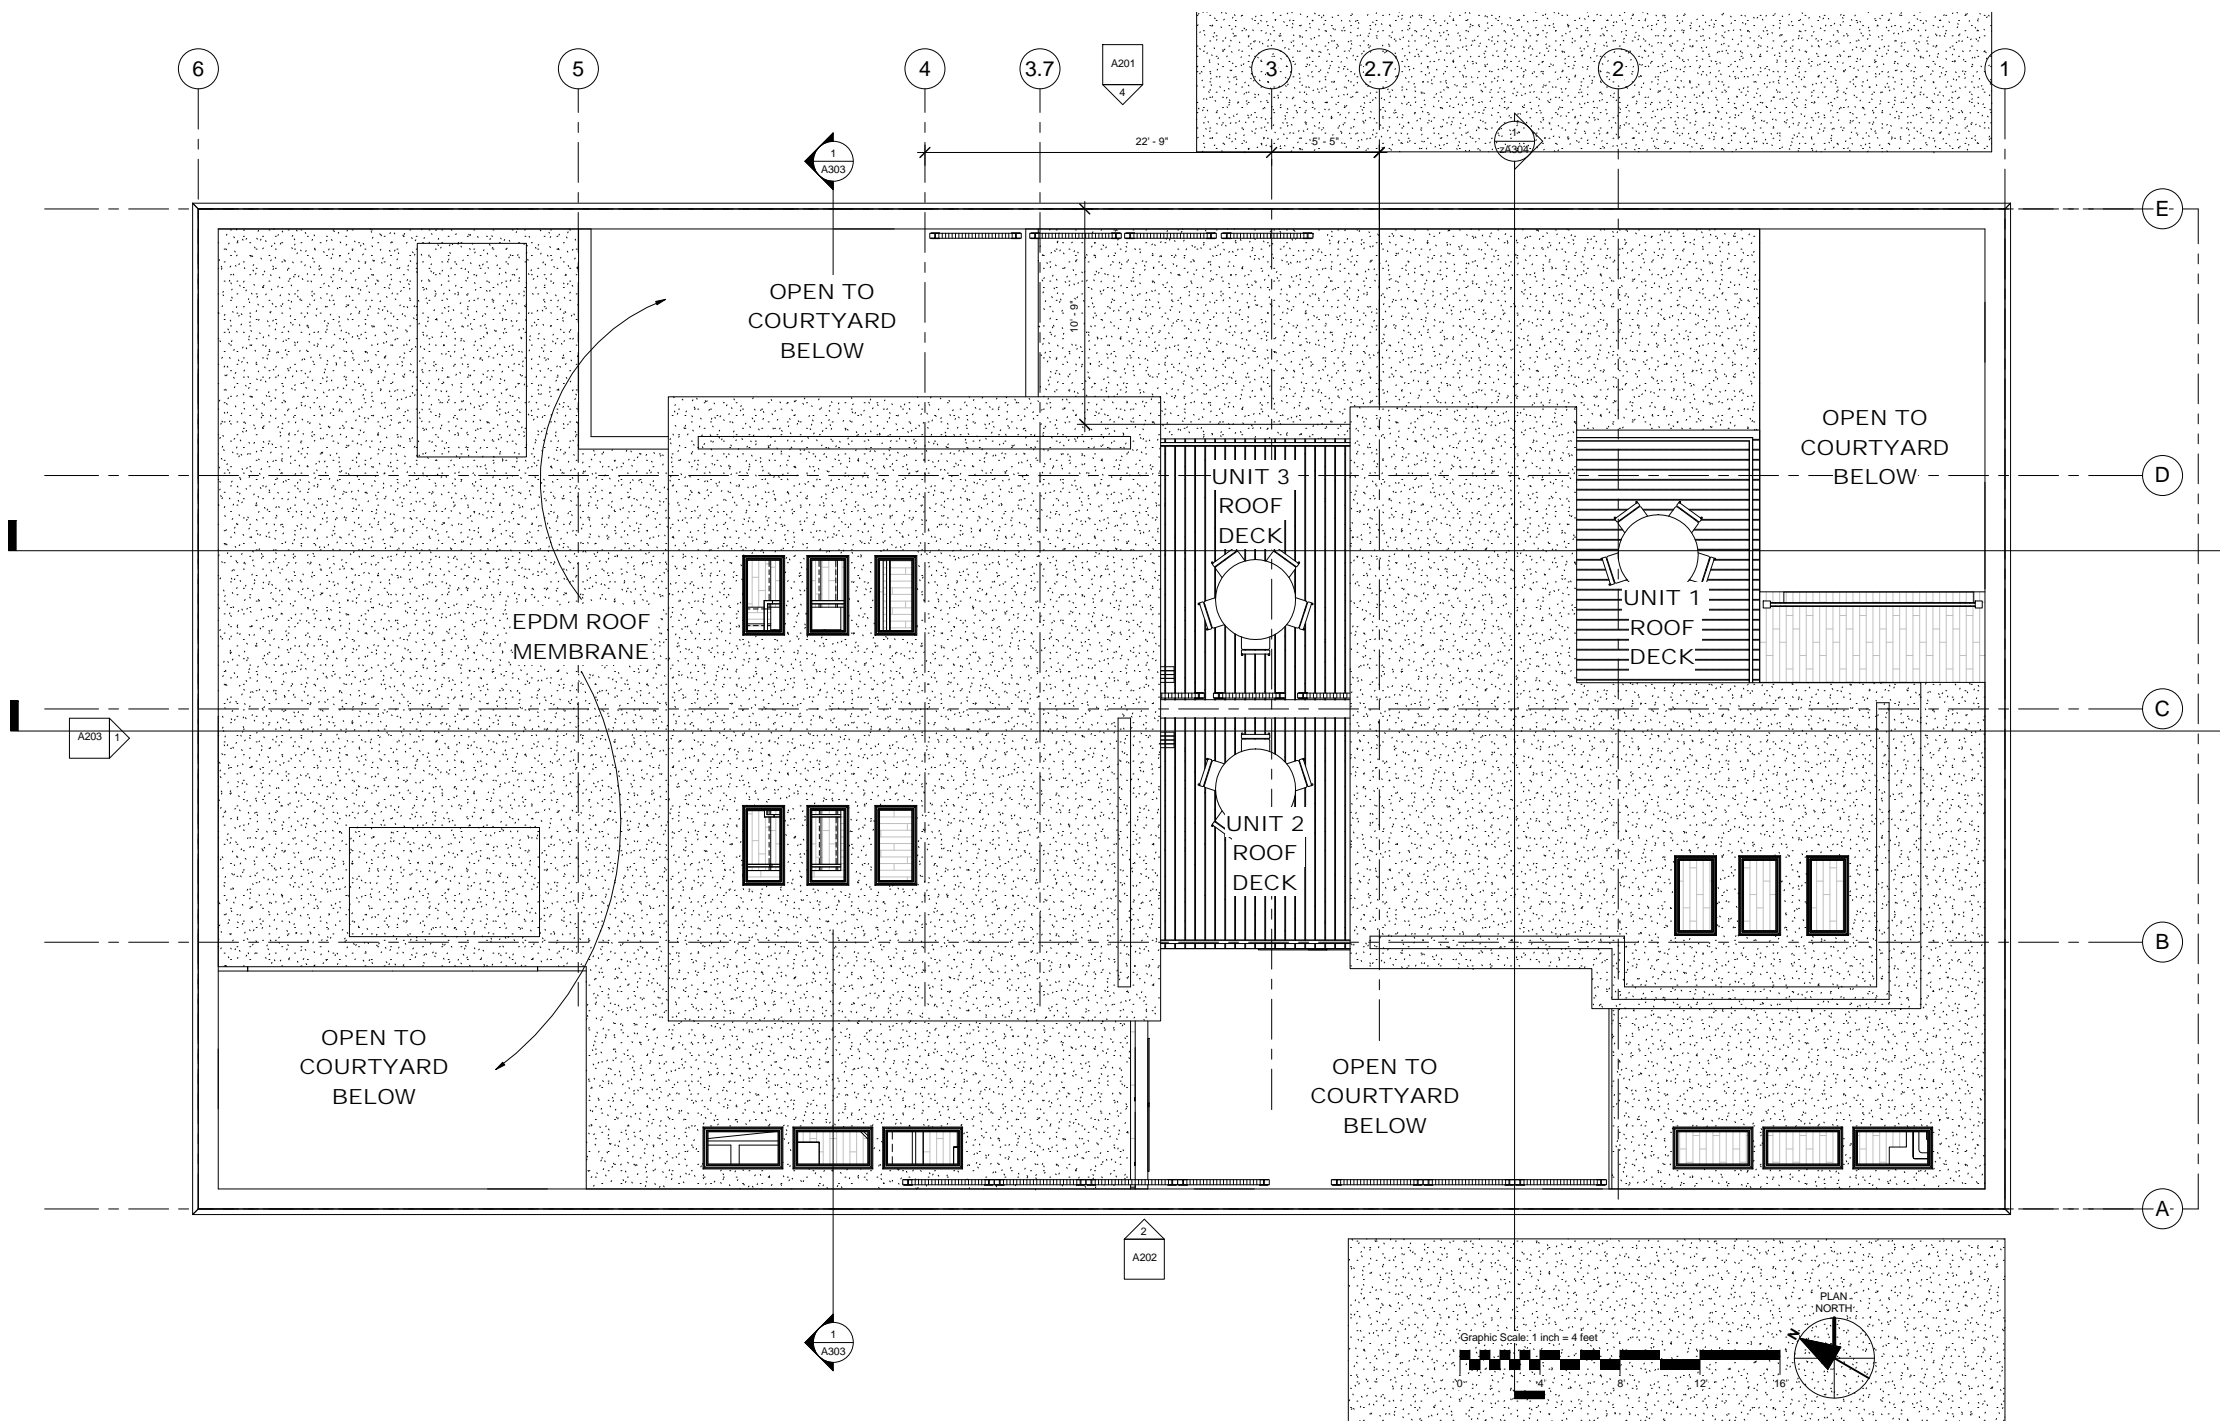 6
5
4
3.7
A201
4
3
2.7
2
1
22' - 9"
5' - 5"
1
A303
1
A304
E
10' - 9"
OPEN TO
COURTYARD
BELOW
OPEN TO
COURTYARD
BELOW
UNIT 3
ROOF
DECK
D
UNIT 1
ROOF
DECK
EPDM ROOF
MEMBRANE
C
A203
1
UNIT 2
ROOF
DECK
B
OPEN TO
COURTYARD
BELOW
OPEN TO
COURTYARD
BELOW
A
2
A202
1
A303
PLAN
NORTH
N
Graphic Scale: 1 inch = 4 feet
0'
4'
8'
12'
16'